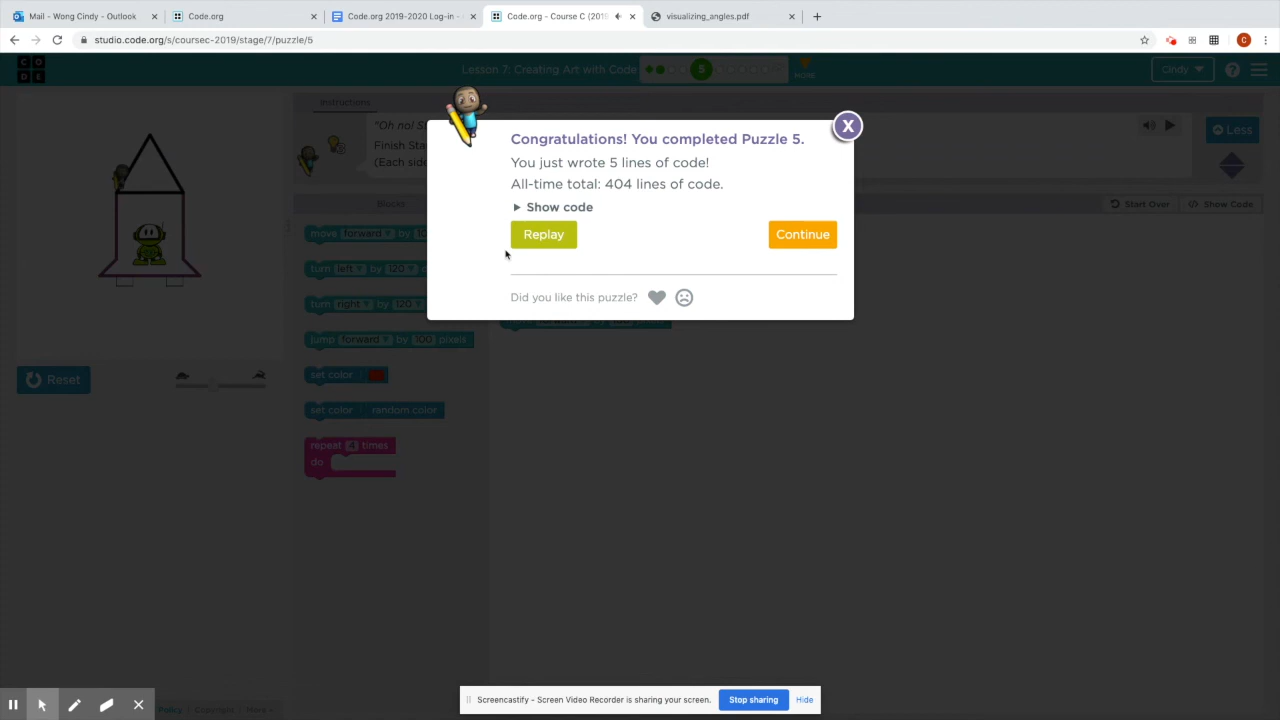 Mail - Wong Cindy - Outlook
Code.org
Code.org 2019-2020 Log-in -
Code.org - Course C (2019
visualizing_angles.pdf
studio.code.org/s/coursec-2019/stage/7/puzzle/5
C
C O
D E
Lesson 7: Creating Art with Code
5
MORE
Cindy
?
Instructions
"Oh no! S
Finish Sta
(Each side
Less
Blocks
Start Over
</> Show Code
move forward by
turn left by 120
turn right by 120
jump forward by 100 pixels
set color
set color random color
repeat 4 times
do
Reset
Congratulations! You completed Puzzle 5.
You just wrote 5 lines of code!
All-time total: 404 lines of code.
Show code
Replay
Continue
Did you like this puzzle?
X
Screencastify - Screen Video Recorder is sharing your screen.
Stop sharing
Hide
Policy
Copyright
More